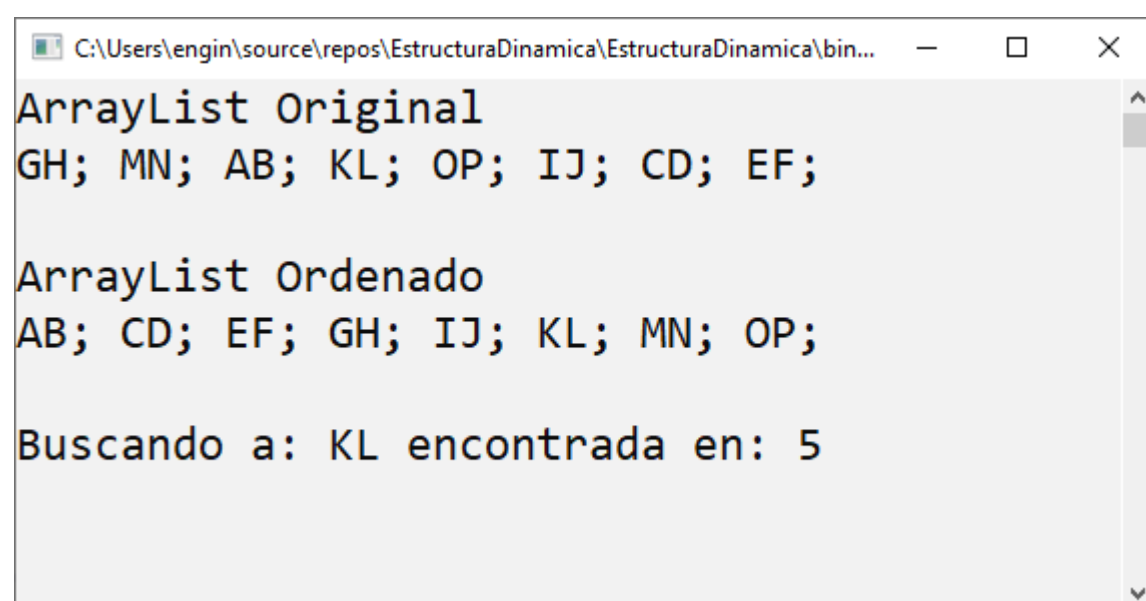 C:\Users\engin\source\repos\EstructuraDinamica\EstructuraDinamica\bin...
ArrayList Original
GH; MN; AB; KL; OP; IJ; CD; EF;
ArrayList Ordenado
AB; CD; EF; GH; IJ; KL; MN; OP;
Buscando a: KL encontrada en: 5